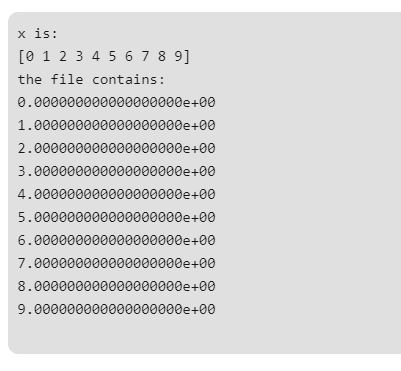 x is:
[0 1 2 3 4 5 6 7 8 9]
the file contains:
0.000000000000000000e+00
1.000000000000000000e+00
2.000000000000000000e+00
3.000000000000000000e+00
4.000000000000000000e+00
5.000000000000000000e+00
6.000000000000000000e+00
7.000000000000000000e+00
8.000000000000000000e+00
9.000000000000000000e+00